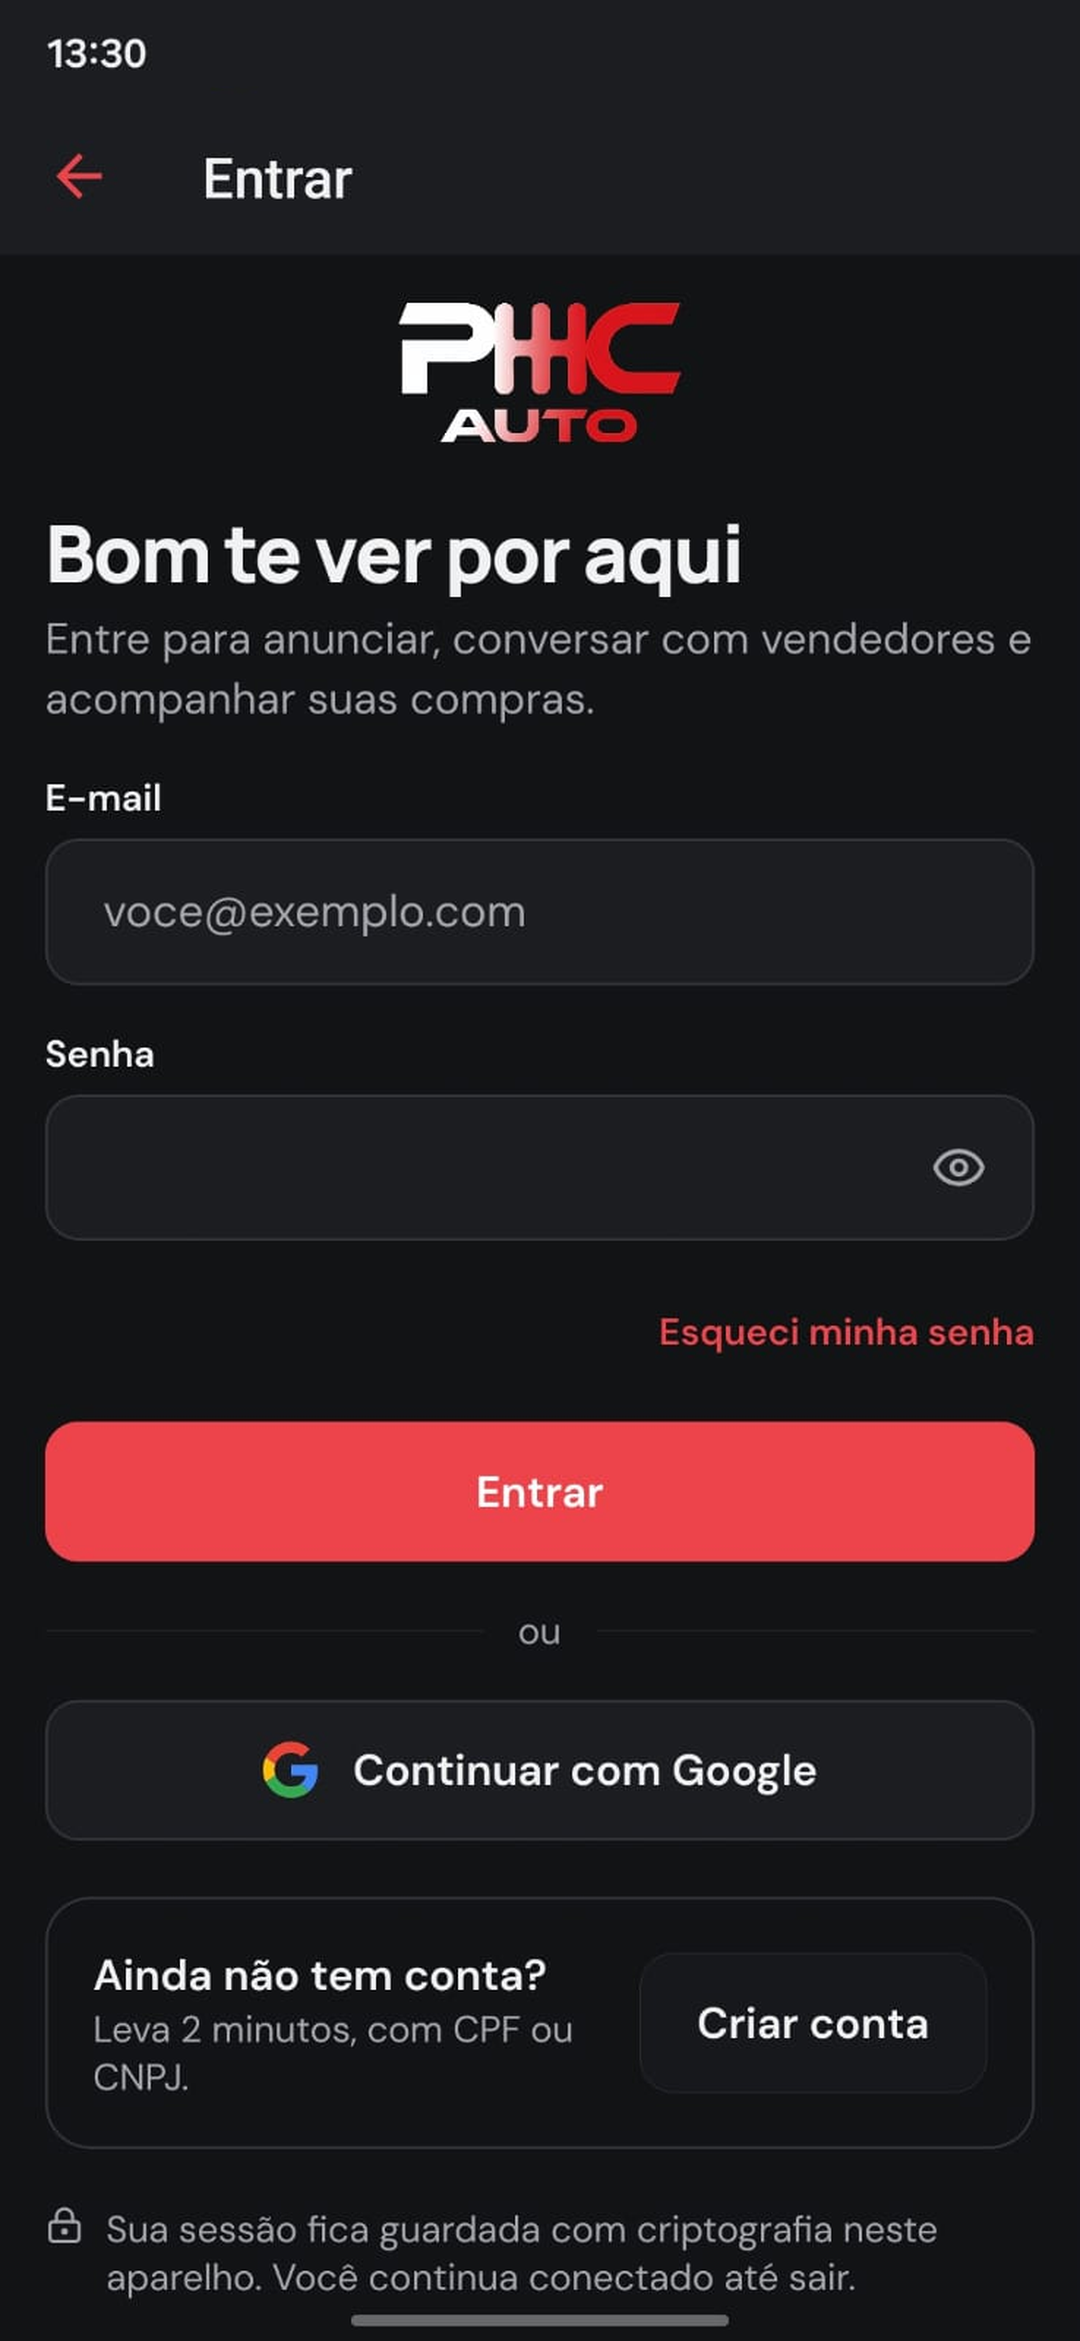 13:30
Entrar
PHC
AUTO
Bom te ver por aqui
Entre para anunciar, conversar com vendedores e
acompanhar suas compras.
E-mail
voce@exemplo.com
Senha
Esqueci minha senha
Entrar
ou
Continuar com Google
Ainda não tem conta?
Leva 2 minutos, com CPF ou
CNPJ.
Criar conta
Sua sessão fica guardada com criptografia neste
aparelho. Você continua conectado até sair.